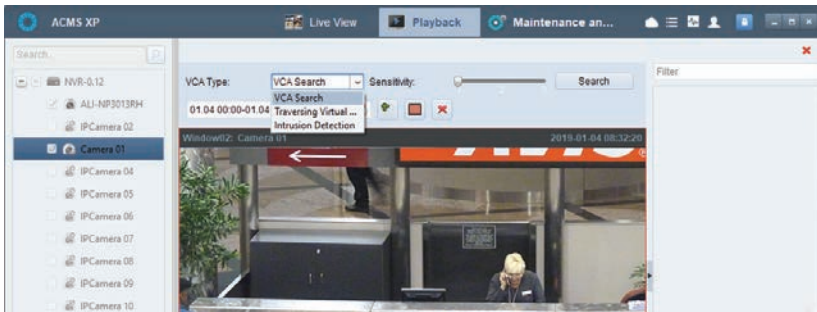 ACMS XP
Live View
Playback
Maintenance an...
Search...
NVR-0.12
ALI-NP3013RH
IPCamera 02
Camera 01
IPCamera 04
IPCamera 05
IPCamera 06
IPCamera 07
IPCamera 08
IPCamera 09
IPCamera 10
VCA Type:
VCA Search
Sensitivity:
Search
VCA Search
Traversing Virtual ...
Intrusion Detection
01.04 00:00-01.04
Window02: Camera 01
2019-01-04 08:32:20
Filter